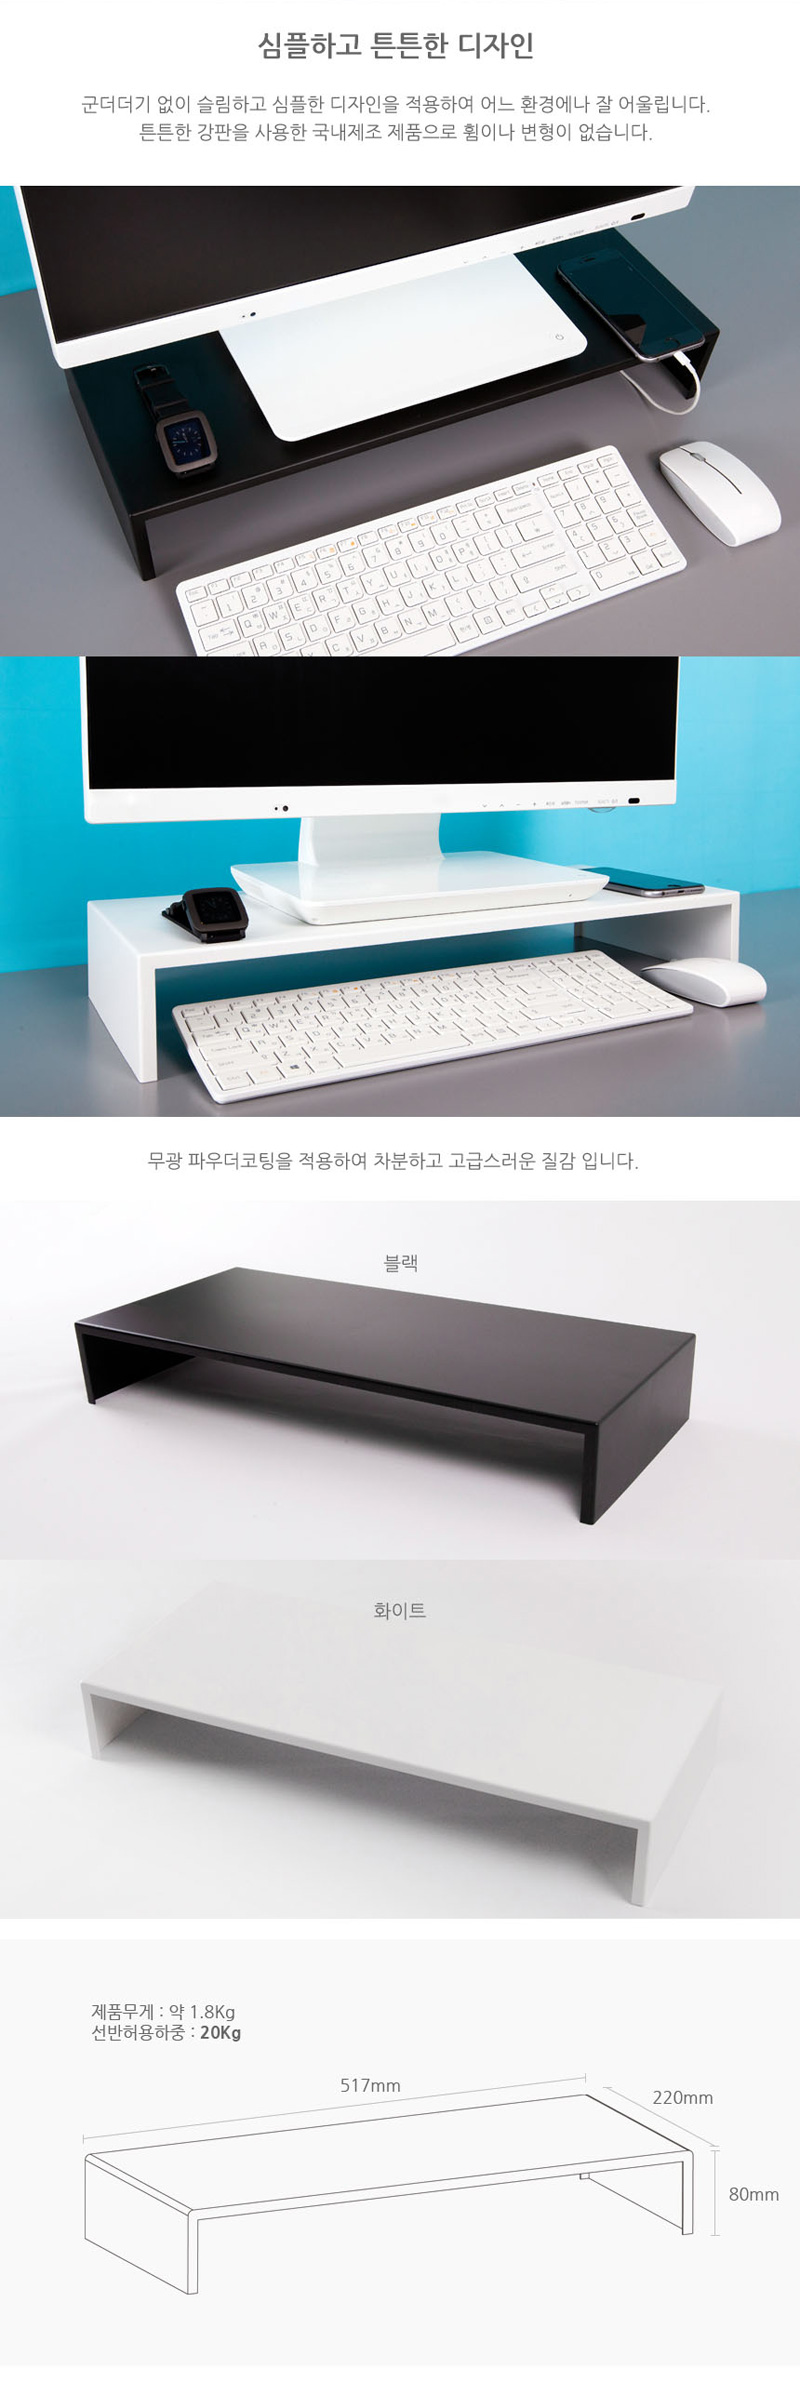 심플하고 튼튼한 디자인
군더더기 없이 슬림하고 심플한 디자인을 적용하여 어느 환경에나 잘 어울립니다.
튼튼한 강판을 사용한 국내제조 제품으로 휨이나 변형이 없습니다.
무광 파우더코팅을 적용하여 차분하고 고급스러운 질감 입니다.
블랙
화이트
제품무게 : 약 1.8Kg
선반허용하중 : 20Kg
517mm
220mm
80mm